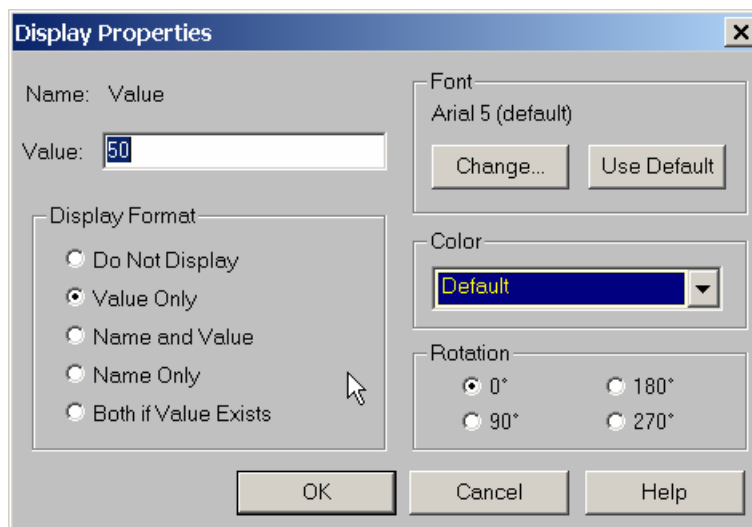 Display Properties
Name: Value
Value: 50
Display Format
Do Not Display
Value Only
Name and Value
Name Only
Both if Value Exists
Font
Arial 5 (default)
Change... Use Default
Color
Default
Rotation
0° 180°
90° 270°
OK Cancel Help